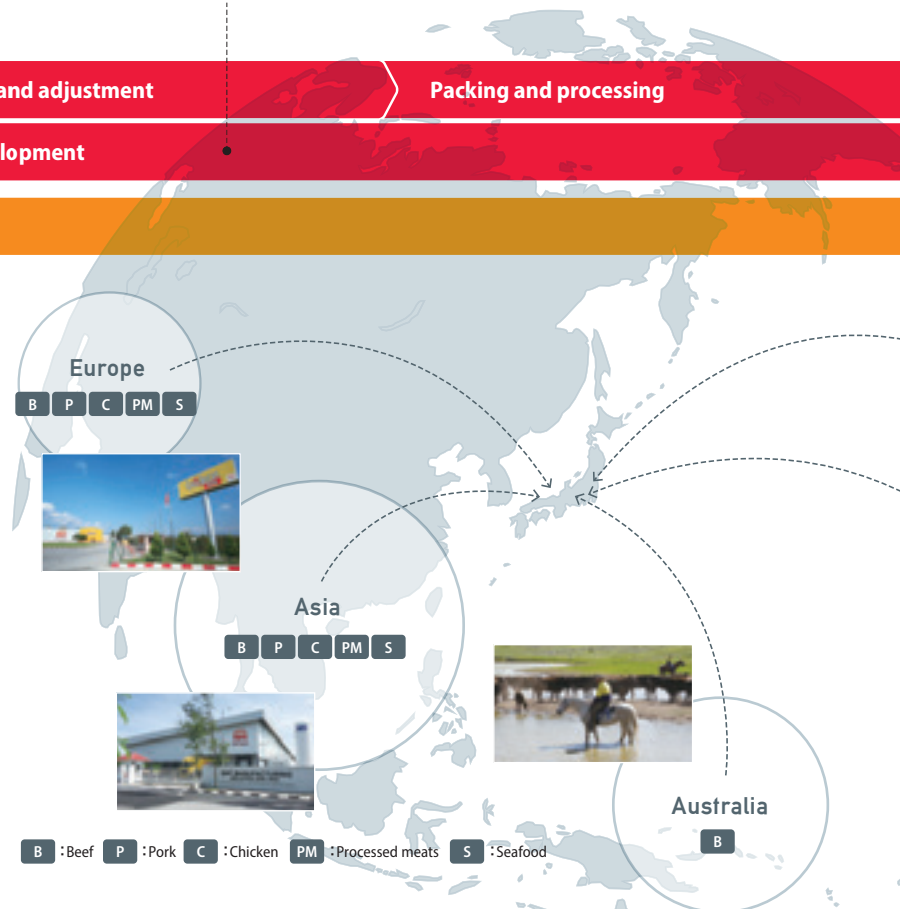 and adjustment
Packing and processing
lopment
Europe
B P C PM S
Asia
B P C PM S
Australia
B
B :Beef P :Pork C :Chicken PM :Processed meats S :Seafood